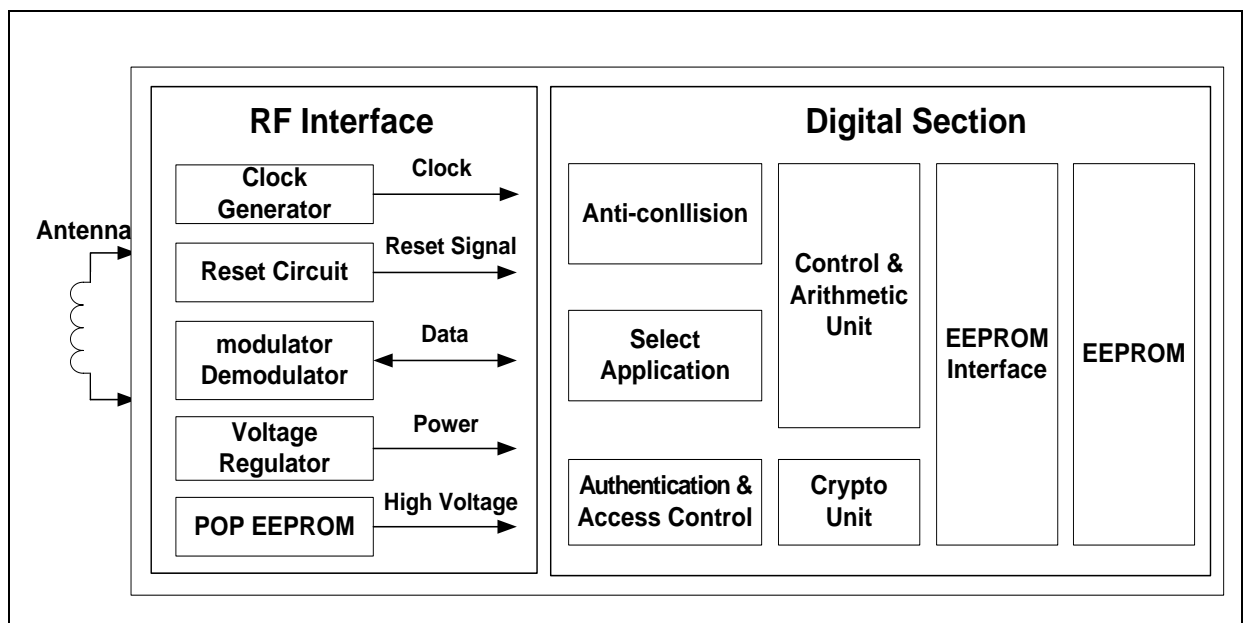 RF Interface
Clock
Generator
Clock
Reset Circuit
Reset Signal
modulator
Demodulator
Data
Voltage
Regulator
Power
POP EEPROM
High Voltage
Antenna
Digital Section
Anti-conllision
Select
Application
Authentication &
Access Control
Control &
Arithmetic
Unit
Crypto
Unit
EEPROM
Interface
EEPROM